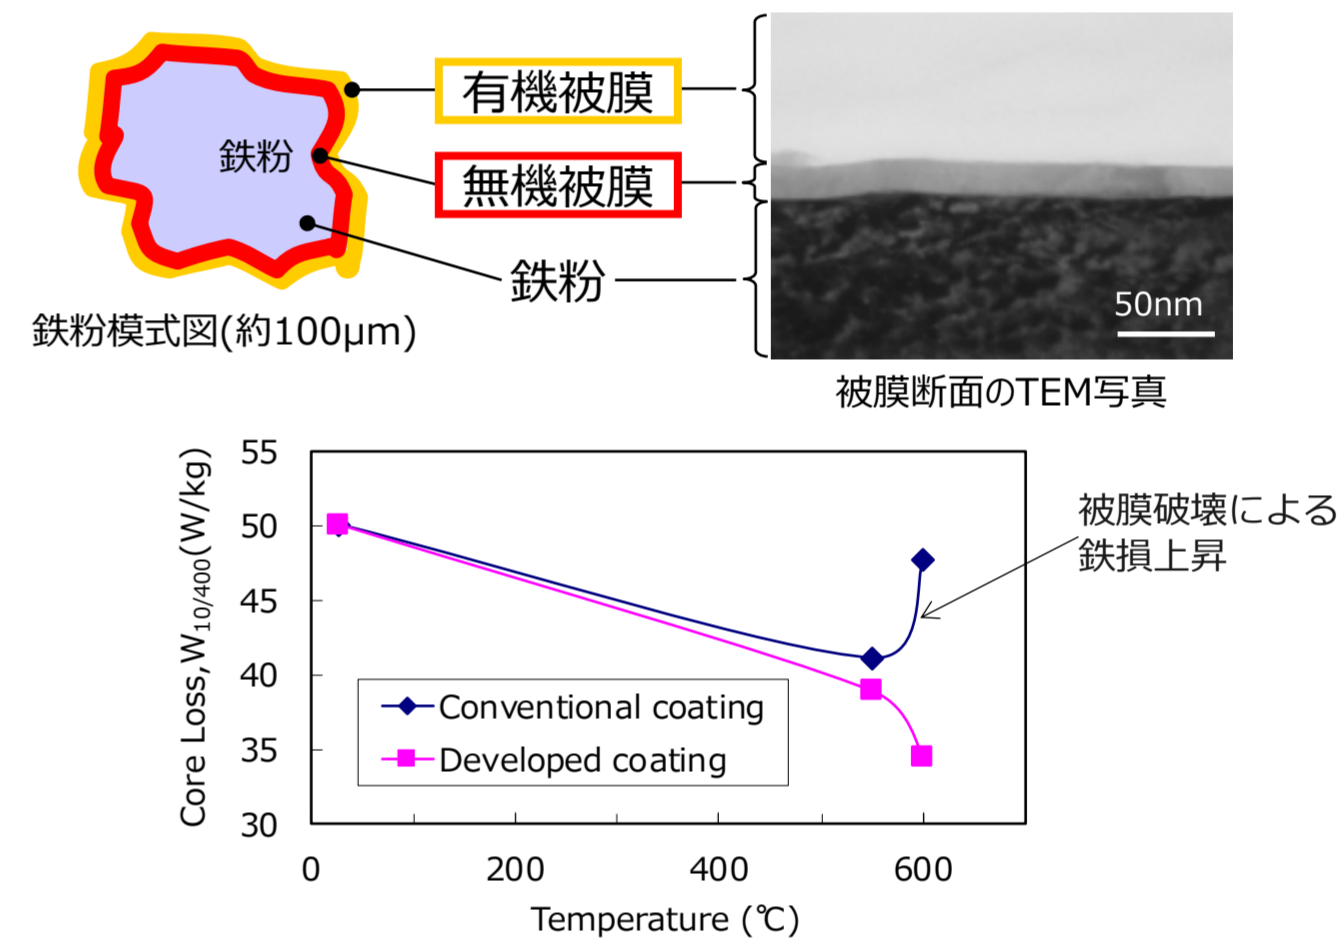 有機被膜
鉄粉
無機被膜
鉄粉
50nm
鉄粉模式図(約100μm)
被膜断面のTEM写真
Core Loss,W10/400(W/kg)
55
50
45
40
35
30
被膜破壊による
鉄損上昇
Conventional coating
Developed coating
0 200 400 600
Temperature (℃)